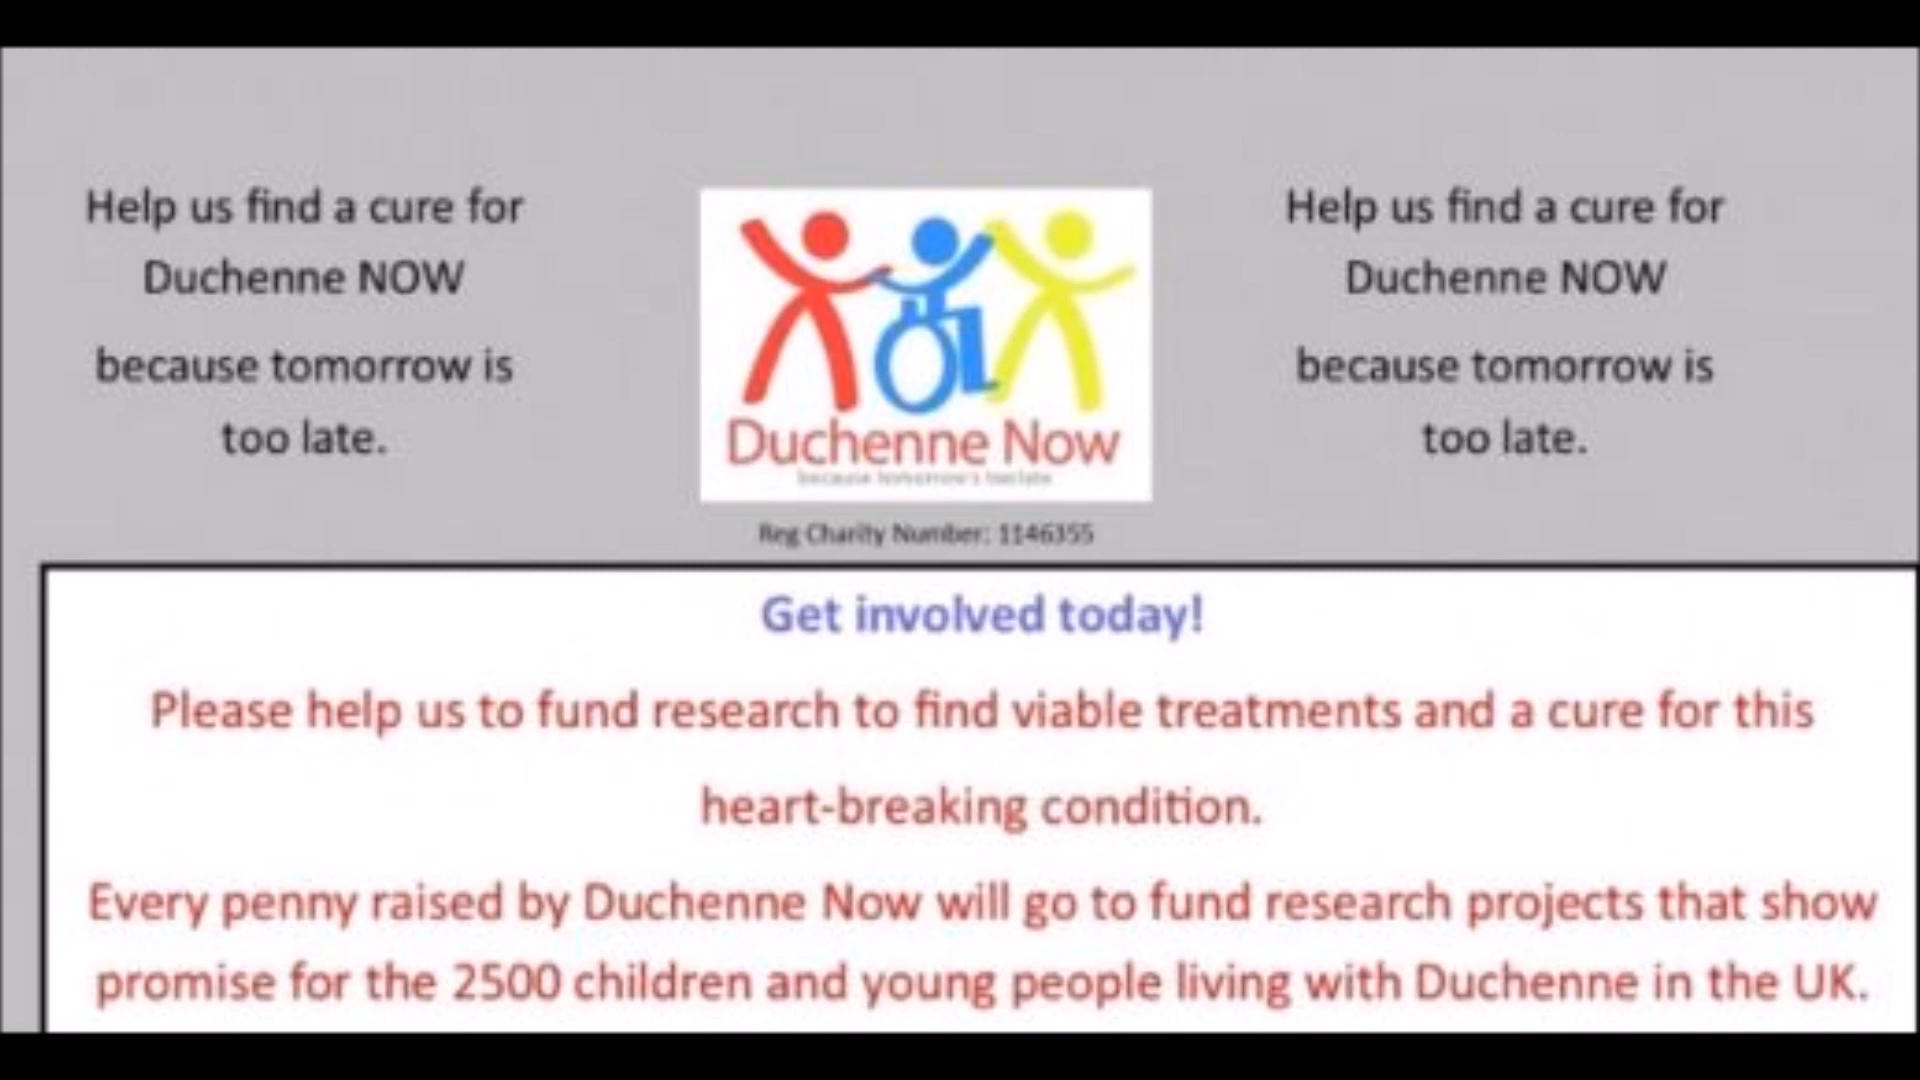 Help us find a cure for
Duchenne NOW
because tomorrow is
too late.
Duchenne Now
because tomorrow's too late
Reg Charity Number: 1146355
Help us find a cure for
Duchenne NOW
because tomorrow is
too late.
Get involved today!
Please help us to fund research to find viable treatments and a cure for this
heart-breaking condition.
Every penny raised by Duchenne Now will go to fund research projects that show
promise for the 2500 children and young people living with Duchenne in the UK.